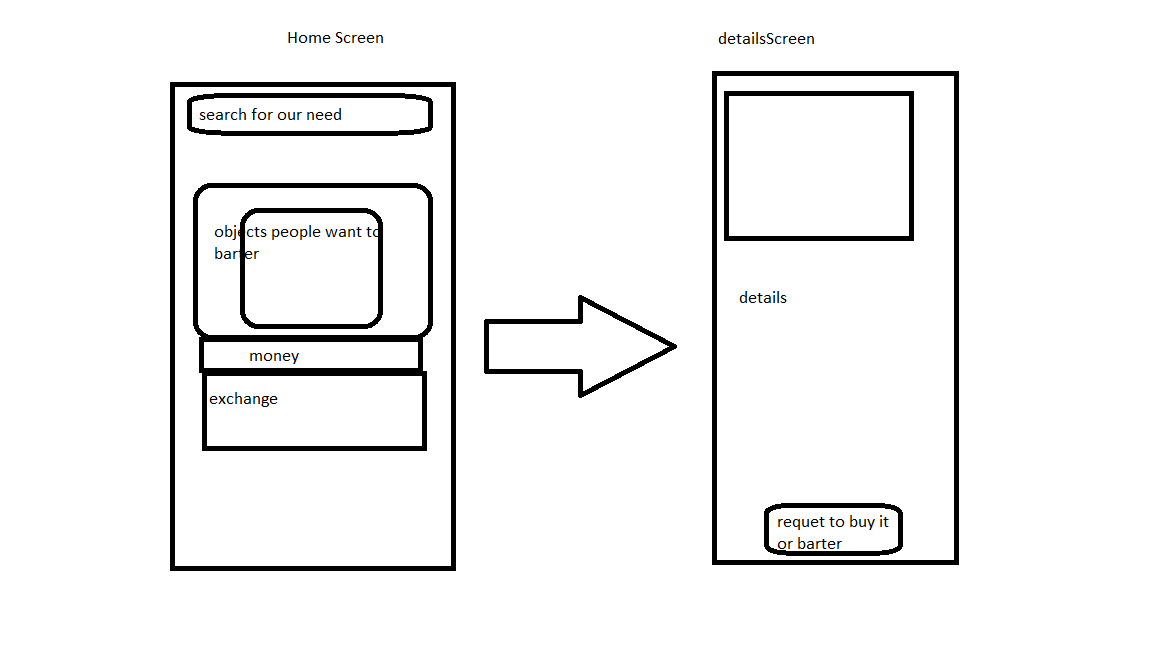 Home Screen
detailsScreen
search for our need
objects people want to
barter
money
exchange
details
requet to buy it
or barter